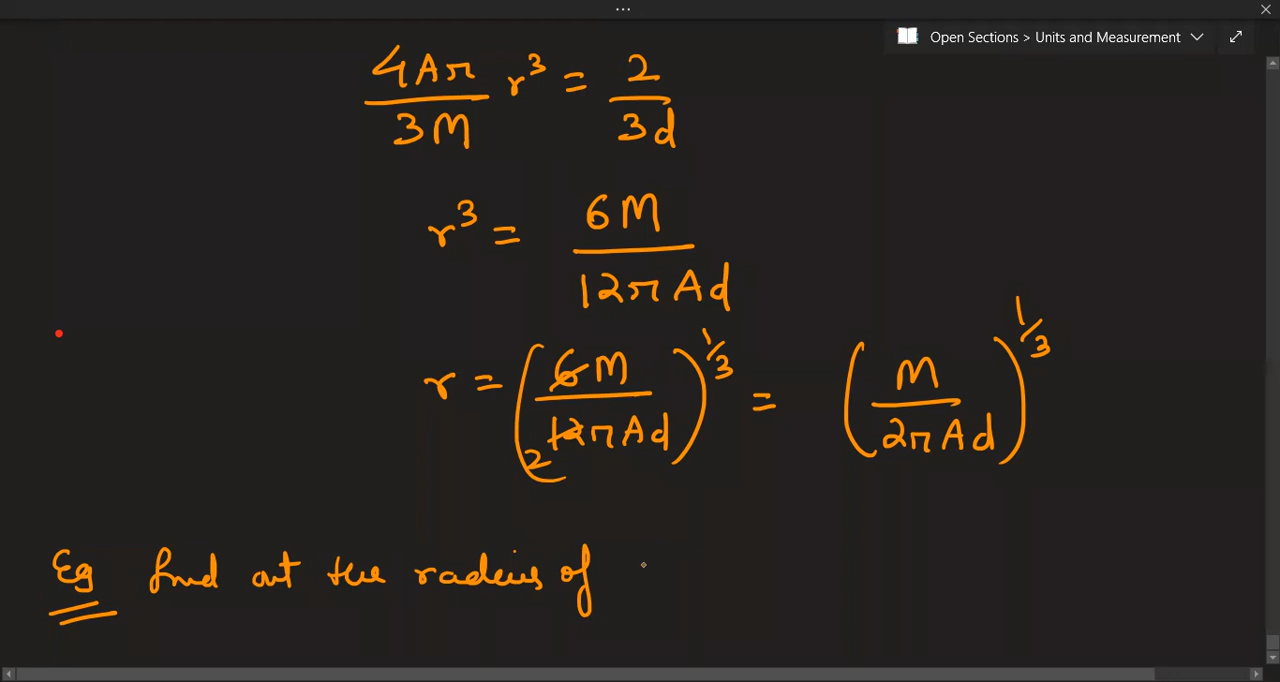 Open Sections > Units and Measurement
4Aπ/3M r³ = 2/3d
r³ = 6M/12πAd
r = (6M/12πAd)^1/3 = (M/2πAd)^1/3
2
Eg find out the radius of